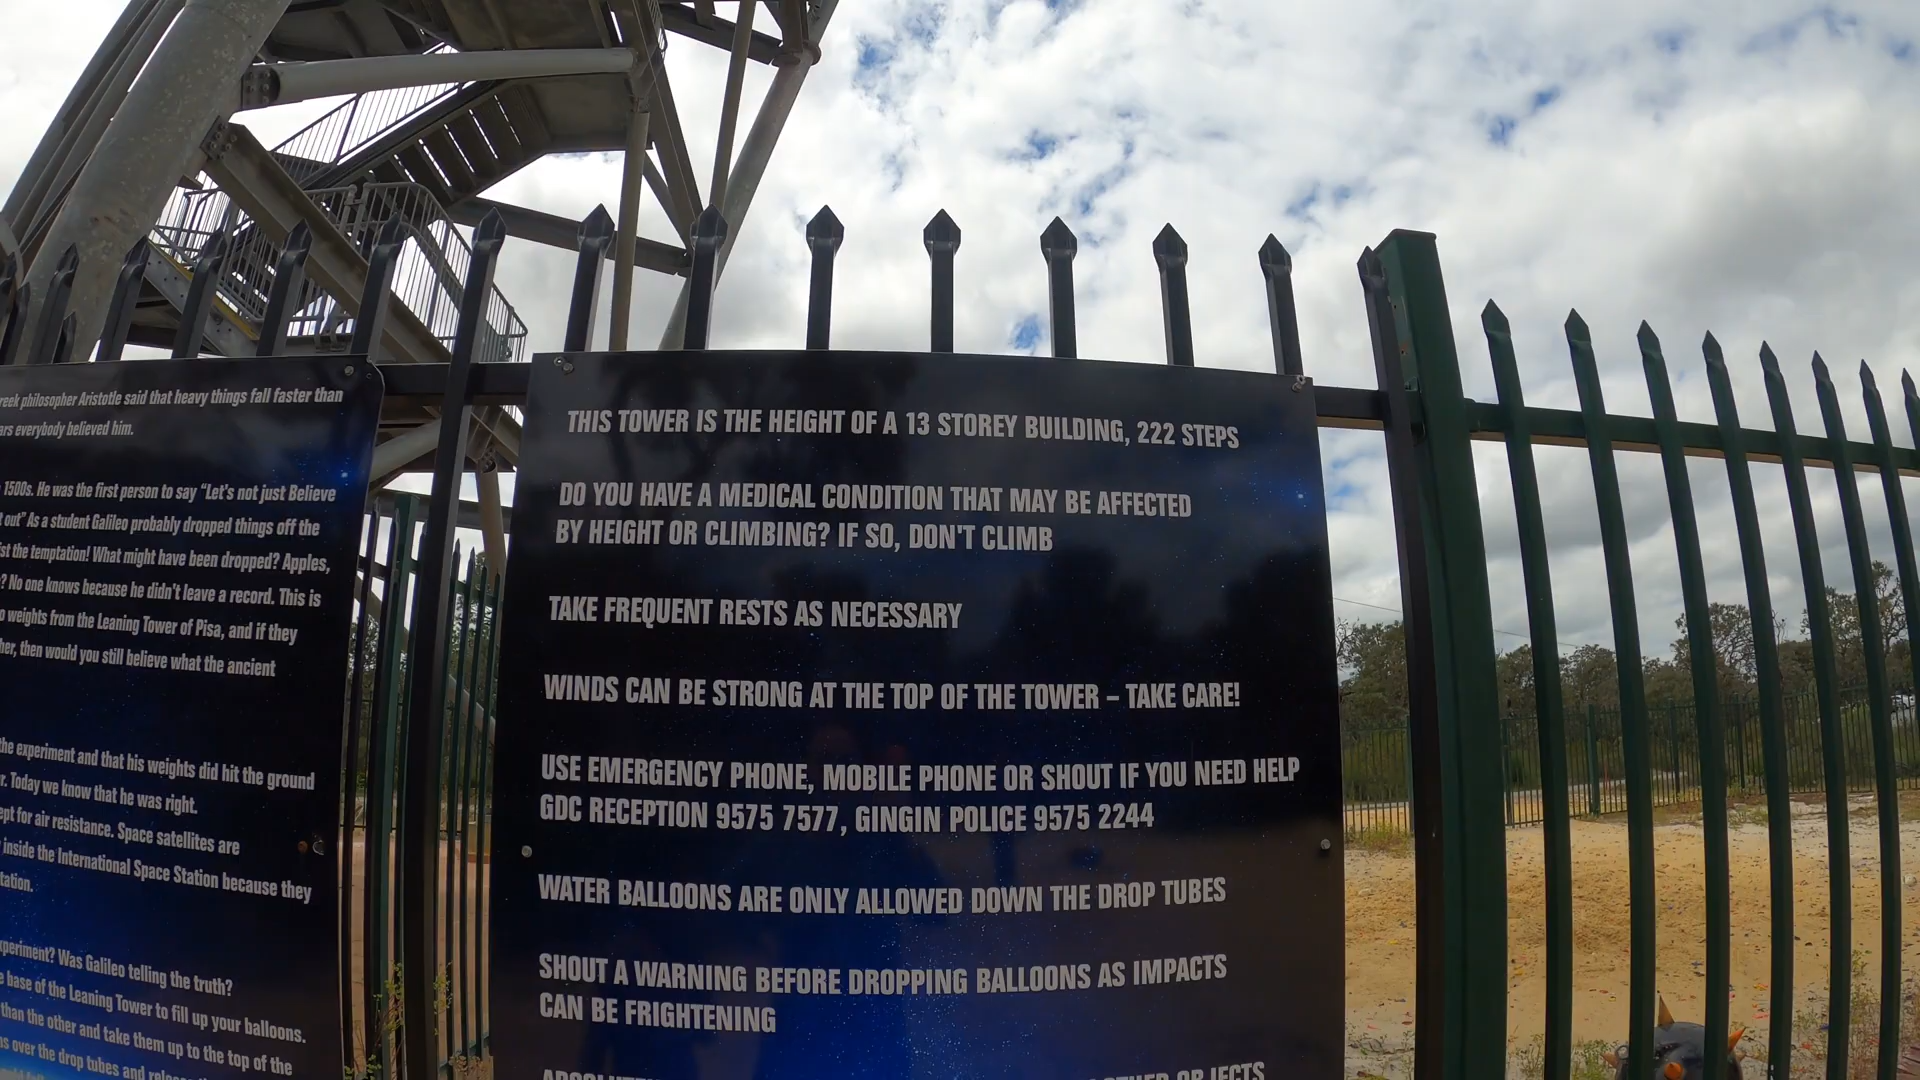 reek philosopher Aristotle said that heavy things fall faster than
ars everybody believed him.
1500s. He was the first person to say “Let's not just Believe
t out” As a student Galileo probably dropped things off the
ist the temptation! What might have been dropped? Apples,
? No one knows because he didn't leave a record. This is
o weights from the Leaning Tower of Pisa, and if they
her, then would you still believe what the ancient
the experiment and that his weights did hit the ground
r. Today we know that he was right.
ept for air resistance. Space satellites are
inside the International Space Station because they
tation.
xperiment? Was Galileo telling the truth?
e base of the Leaning Tower to fill up your balloons.
than the other and take them up to the top of the
ns over the drop tubes and
THIS TOWER IS THE HEIGHT OF A 13 STOREY BUILDING, 222 STEPS
DO YOU HAVE A MEDICAL CONDITION THAT MAY BE AFFECTED
BY HEIGHT OR CLIMBING? IF SO, DON'T CLIMB
TAKE FREQUENT RESTS AS NECESSARY
WINDS CAN BE STRONG AT THE TOP OF THE TOWER – TAKE CARE!
USE EMERGENCY PHONE, MOBILE PHONE OR SHOUT IF YOU NEED HELP
GDC RECEPTION 9575 7577, GINGIN POLICE 9575 2244
WATER BALLOONS ARE ONLY ALLOWED DOWN THE DROP TUBES
SHOUT A WARNING BEFORE DROPPING BALLOONS AS IMPACTS
CAN BE FRIGHTENING
OTHER OBJECTS